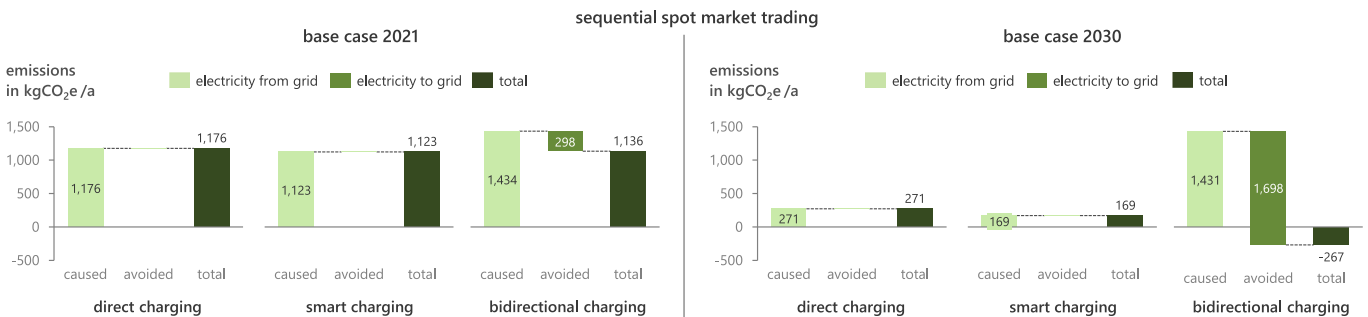 sequential spot market trading
base case 2021
emissions
in kgCO₂e /a
electricity from grid
electricity to grid
total
1,500
1,000
500
0
-500
1,176
1,176
caused avoided total
direct charging
1,123
1,123
caused avoided total
smart charging
1,434
298
1,136
caused avoided total
bidirectional charging
base case 2030
emissions
in kgCO₂e /a
electricity from grid
electricity to grid
total
1,500
1,000
500
0
-500
271
271
caused avoided total
direct charging
169
169
caused avoided total
smart charging
1,431
1,698
-267
caused avoided total
bidirectional charging